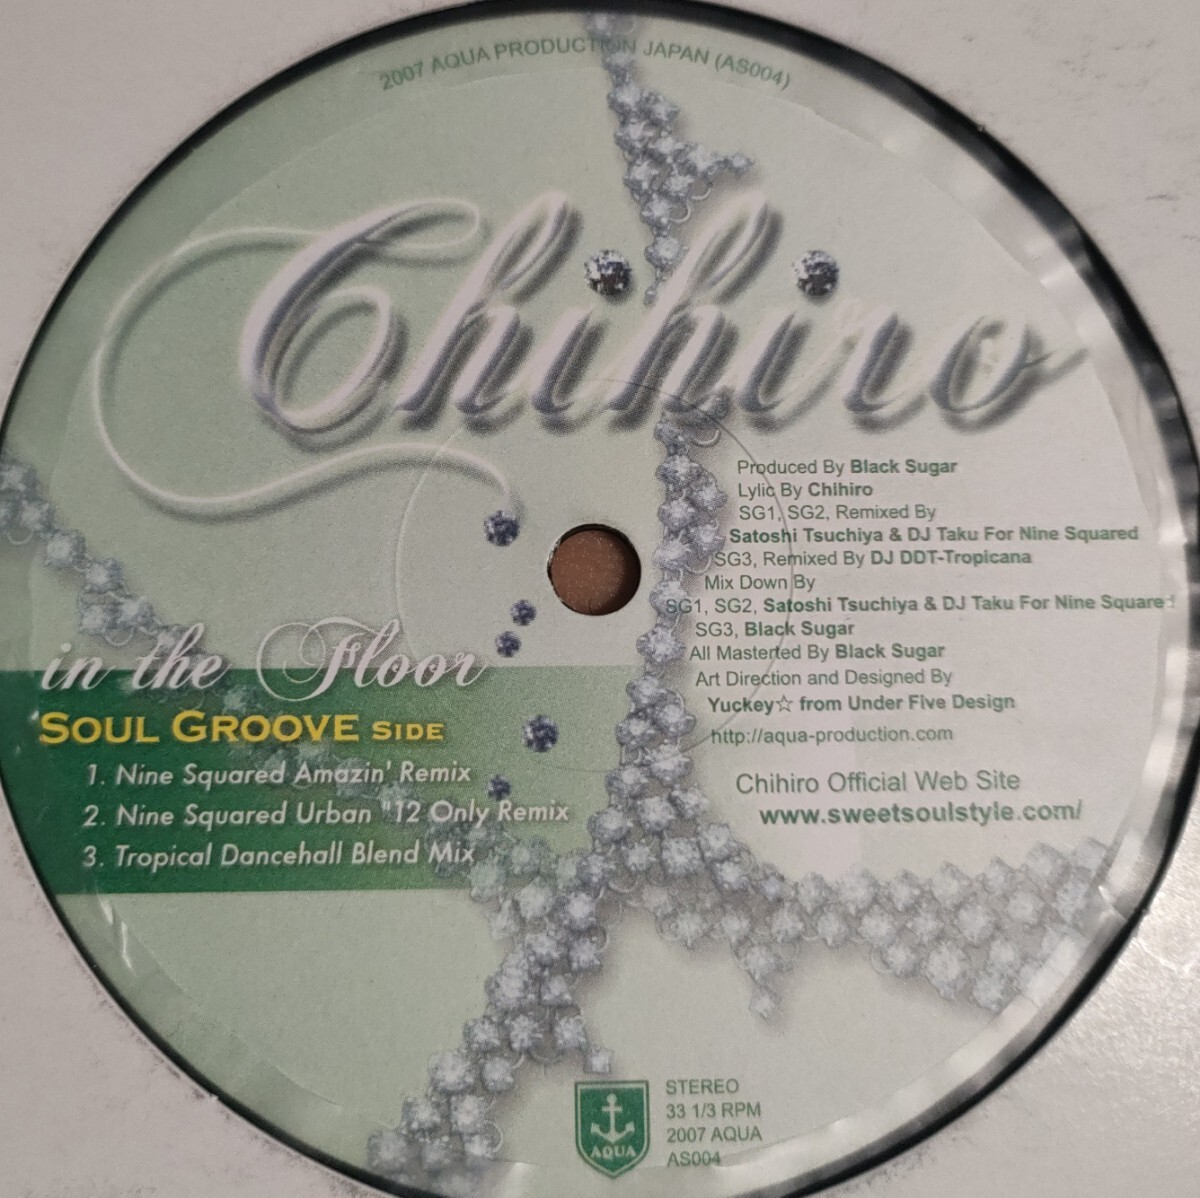 2007 AQUA PRODUCTION JAPAN (AS004)
Chihiro
Produced By Black Sugar
Lylic By Chihiro
SG1, SG2, Remixed By
Satoshi Tsuchiya & DJ Taku For Nine Squared
SG3, Remixed By DJ DDT-Tropicana
Mix Down By
SG1, SG2, Satoshi Tsuchiya & DJ Taku For Nine Squared
SG3, Black Sugar
All Masterted By Black Sugar
Art Direction and Designed By
Yuckey☆ from Under Five Design
http://aqua-production.com
Chihiro Official Web Site
www.sweetsoulstyle.com/
in the Floor
SOUL GROOVE SIDE
1. Nine Squared Amazin' Remix
2. Nine Squared Urban "12 Only Remix
3. Tropical Dancehall Blend Mix
AQUA
STEREO
33 1/3 RPM
2007 AQUA
AS004